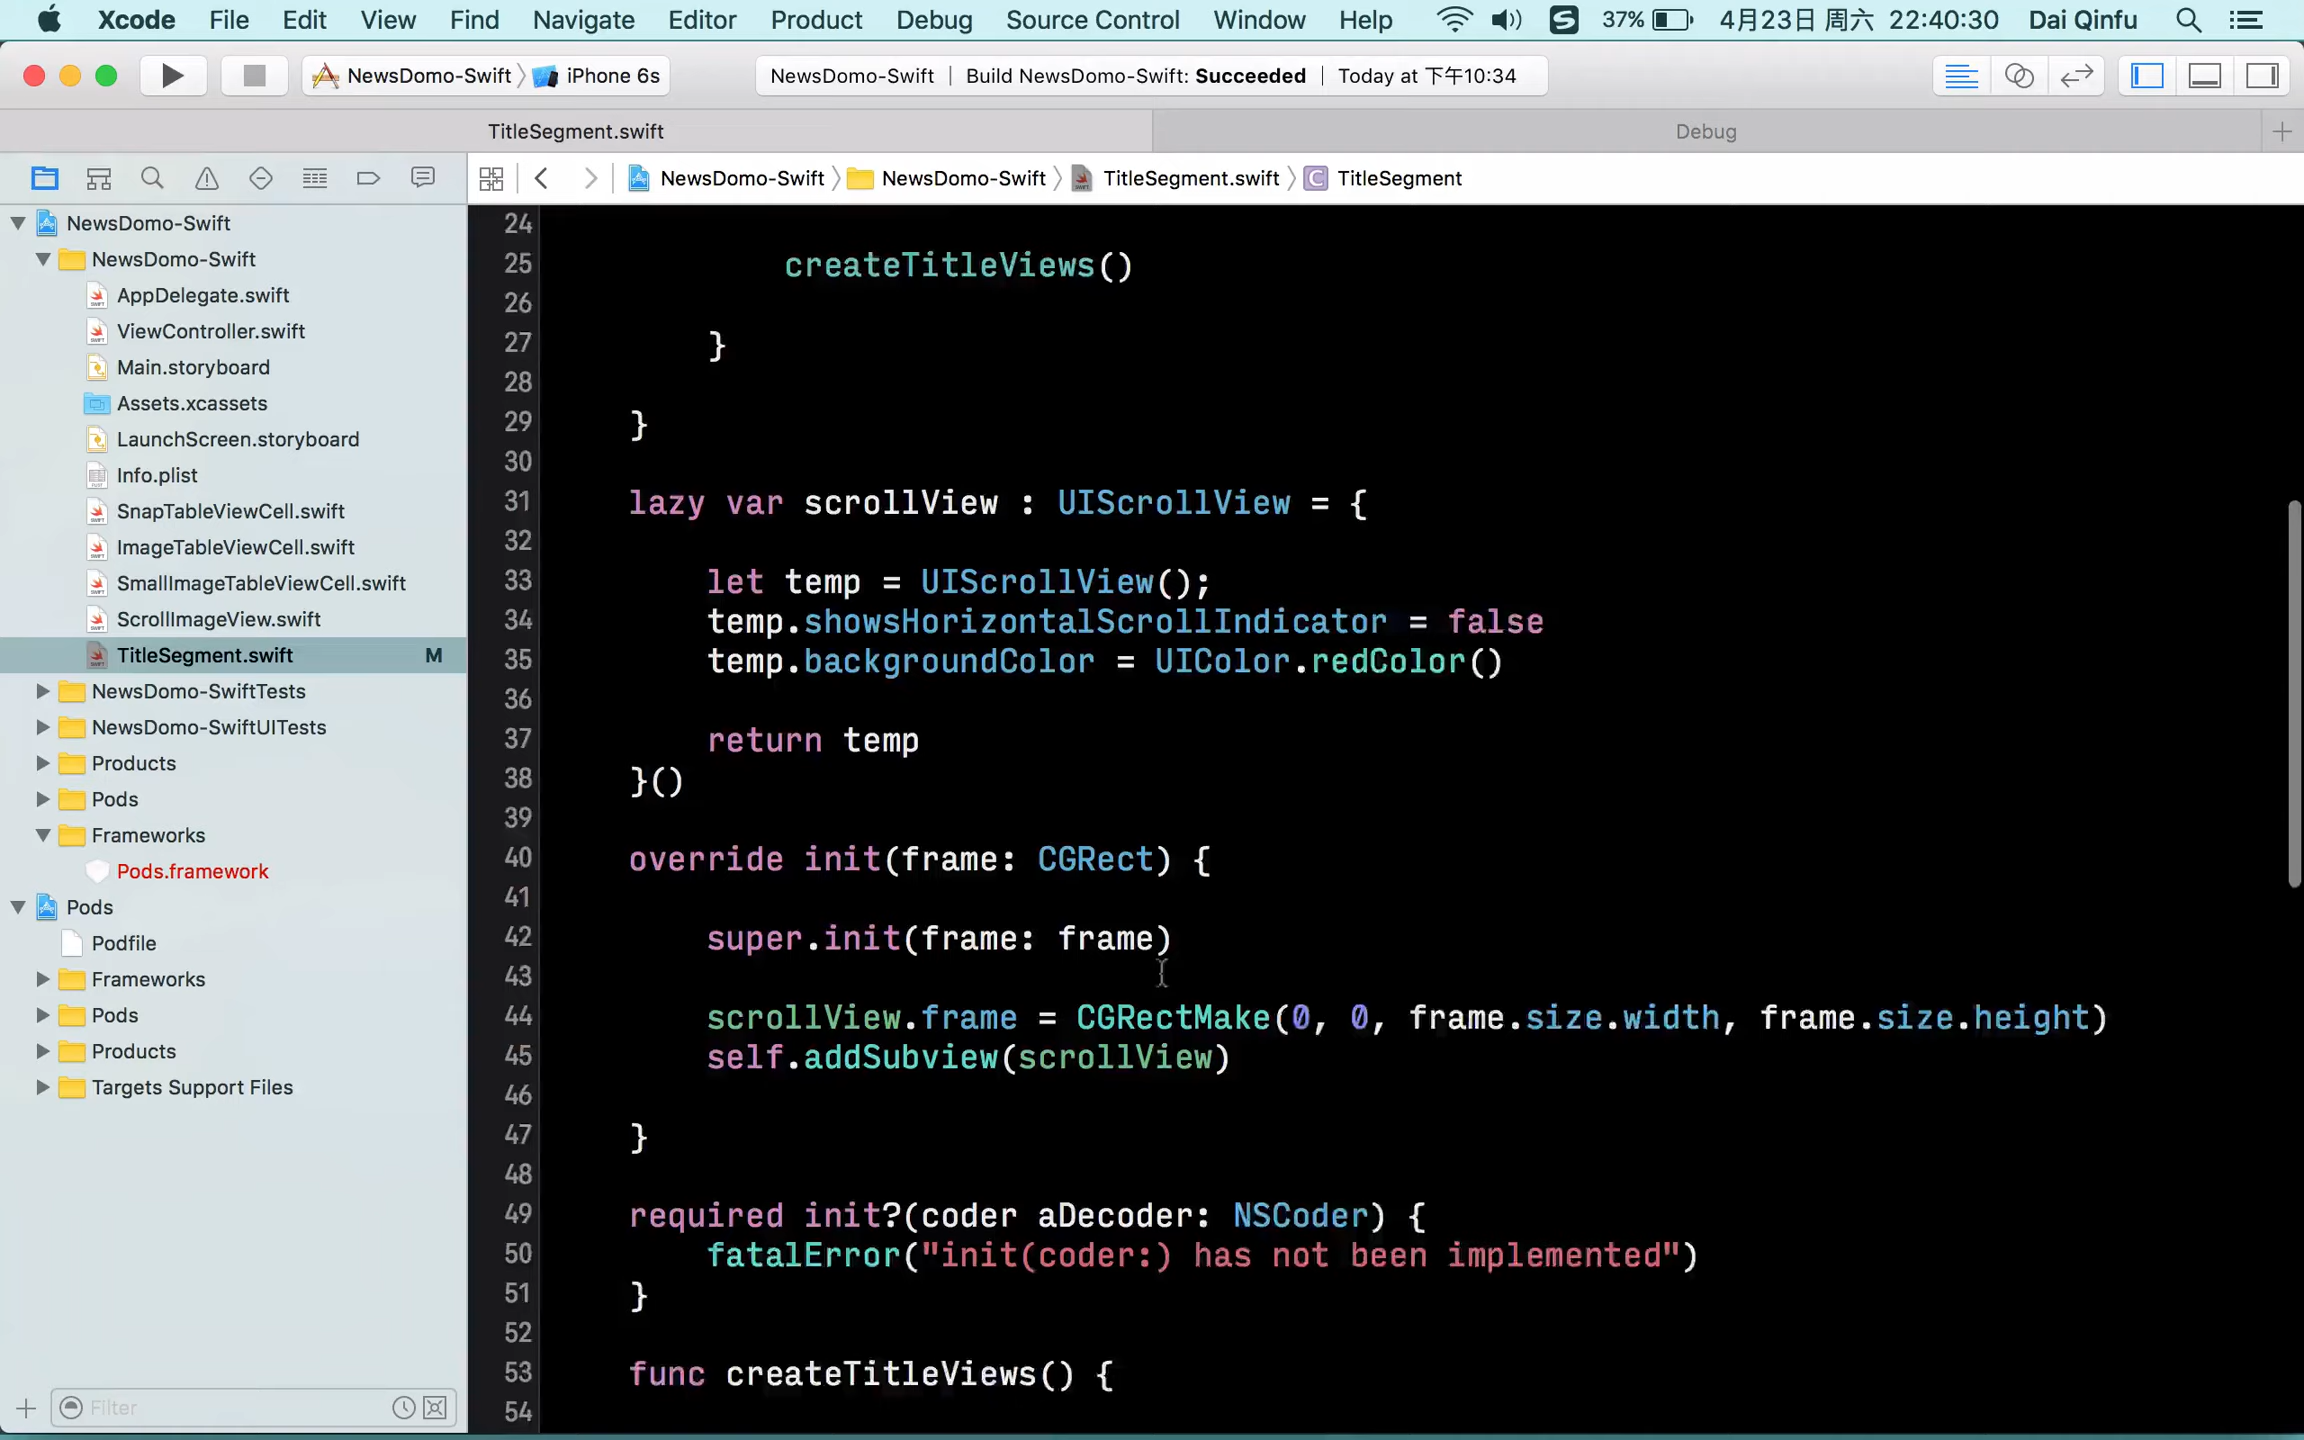 Xcode File Edit View Find Navigate Editor Product Debug Source Control Window Help 37% 4月23日 周六 22:40:30 Dai Qinfu
NewsDomo-Swift iPhone 6s NewsDomo-Swift Build NewsDomo-Swift: Succeeded Today at 下午10:34
TitleSegment.swift Debug
NewsDomo-Swift NewsDomo-Swift TitleSegment.swift C TitleSegment
NewsDomo-Swift
NewsDomo-Swift
AppDelegate.swift
ViewController.swift
Main.storyboard
Assets.xcassets
LaunchScreen.storyboard
Info.plist
SnapTableViewCell.swift
ImageTableViewCell.swift
SmallImageTableViewCell.swift
ScrollImageView.swift
TitleSegment.swift M
NewsDomo-SwiftTests
NewsDomo-SwiftUITests
Products
Pods
Frameworks
Pods.framework
Pods
Podfile
Frameworks
Pods
Products
Targets Support Files
Filter
24
25 createTitleViews()
26
27 }
28
29 }
30
31 lazy var scrollView : UIScrollView = {
32
33 let temp = UIScrollView();
34 temp.showsHorizontalScrollIndicator = false
35 temp.backgroundColor = UIColor.redColor()
36
37 return temp
38 }()
39
40 override init(frame: CGRect) {
41
42 super.init(frame: frame)
43
44 scrollView.frame = CGRectMake(0, 0, frame.size.width, frame.size.height)
45 self.addSubview(scrollView)
46
47 }
48
49 required init?(coder aDecoder: NSCoder) {
50 fatalError("init(coder:) has not been implemented")
51 }
52
53 func createTitleViews() {
54